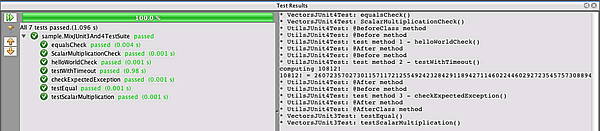 Test Results
100.0 %
All 7 tests passed.(1.096 s)
sample.MixJUnit3And4TestSuite passed
equalsCheck passed (0.004 s)
ScalarMultiplicationCheck passed (0.001 s)
helloWorldCheck passed (0.001 s)
testWithTimeout passed (0.98 s)
checkExpectedException passed (0.001 s)
testEqual passed (0.001 s)
testScalarMultiplication passed (0.001 s)
* VectorsJUnit4Test: equalsCheck()
* VectorsJUnit4Test: ScalarMultiplicationCheck()
* UtilsJUnit4Test: @BeforeClass method
* UtilsJUnit4Test: @Before method
* UtilsJUnit4Test: test method 1 - helloWorldCheck()
* UtilsJUnit4Test: @After method
* UtilsJUnit4Test: @Before method
* UtilsJUnit4Test: test method 2 - testWithTimeout()
computing 10812!
* UtilsJUnit4Test: @After method
* UtilsJUnit4Test: @Before method
* UtilsJUnit4Test: test method 3 - checkExpectedException()
* UtilsJUnit4Test: @After method
* UtilsJUnit4Test: @AfterClass method
* VectorsJUnit3Test: testEqual()
* VectorsJUnit3Test: testScalarMultiplication()